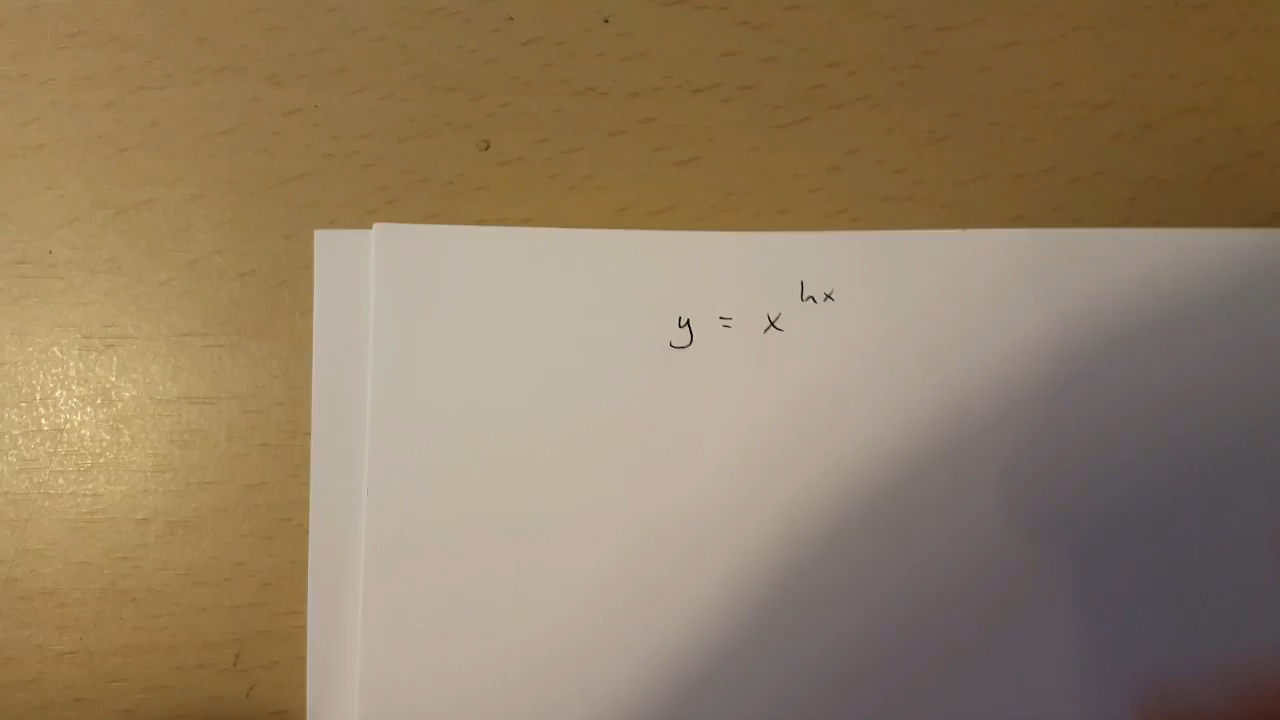 y = x^ln x